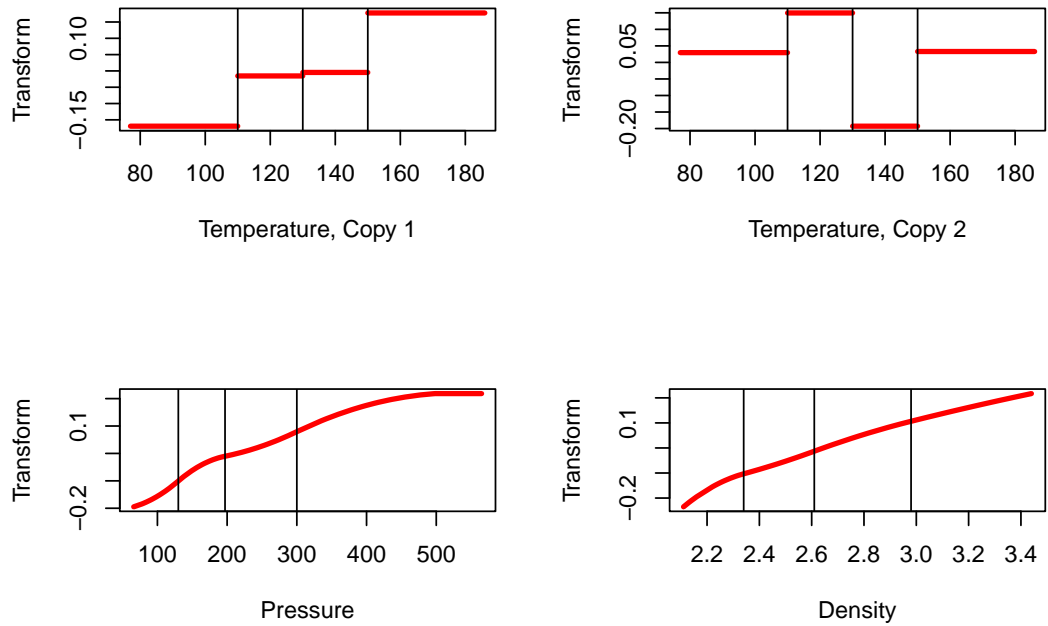 Transform
0.10
−0.15
80 100 120 140 160 180
Temperature, Copy 1
Transform
0.05
−0.20
80 100 120 140 160 180
Temperature, Copy 2
Transform
0.1
−0.2
100 200 300 400 500
Pressure
Transform
0.1
−0.2
2.2 2.4 2.6 2.8 3.0 3.2 3.4
Density